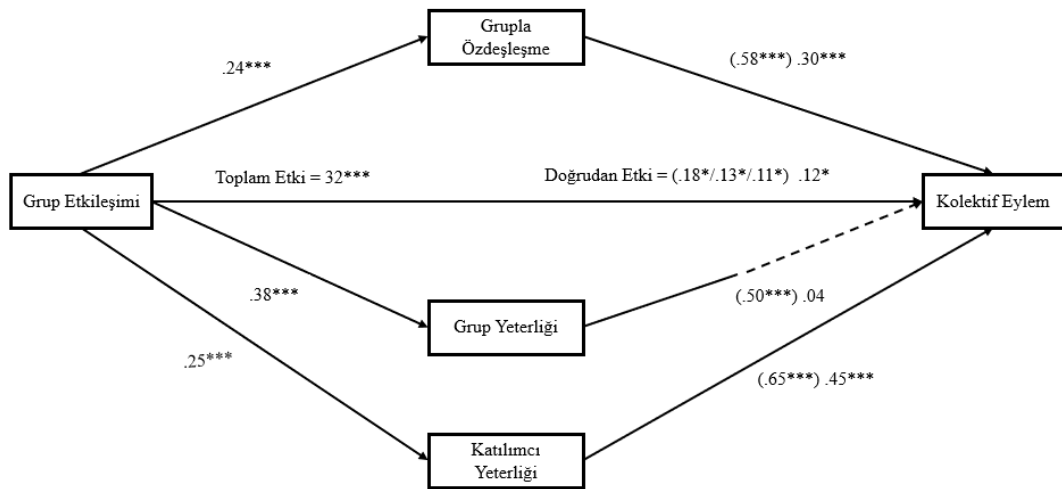 Grupla
Özdeşleşme
.24***
(.58***) .30***
Toplam Etki = 32***
Doğrudan Etki = (.18*/.13*/.11*) .12*
Grup Etkileşimi
Kolektif Eylem
.38***
(.50***) .04
Grup Yeterliği
.25***
(.65***) .45***
Katılımcı
Yeterliği